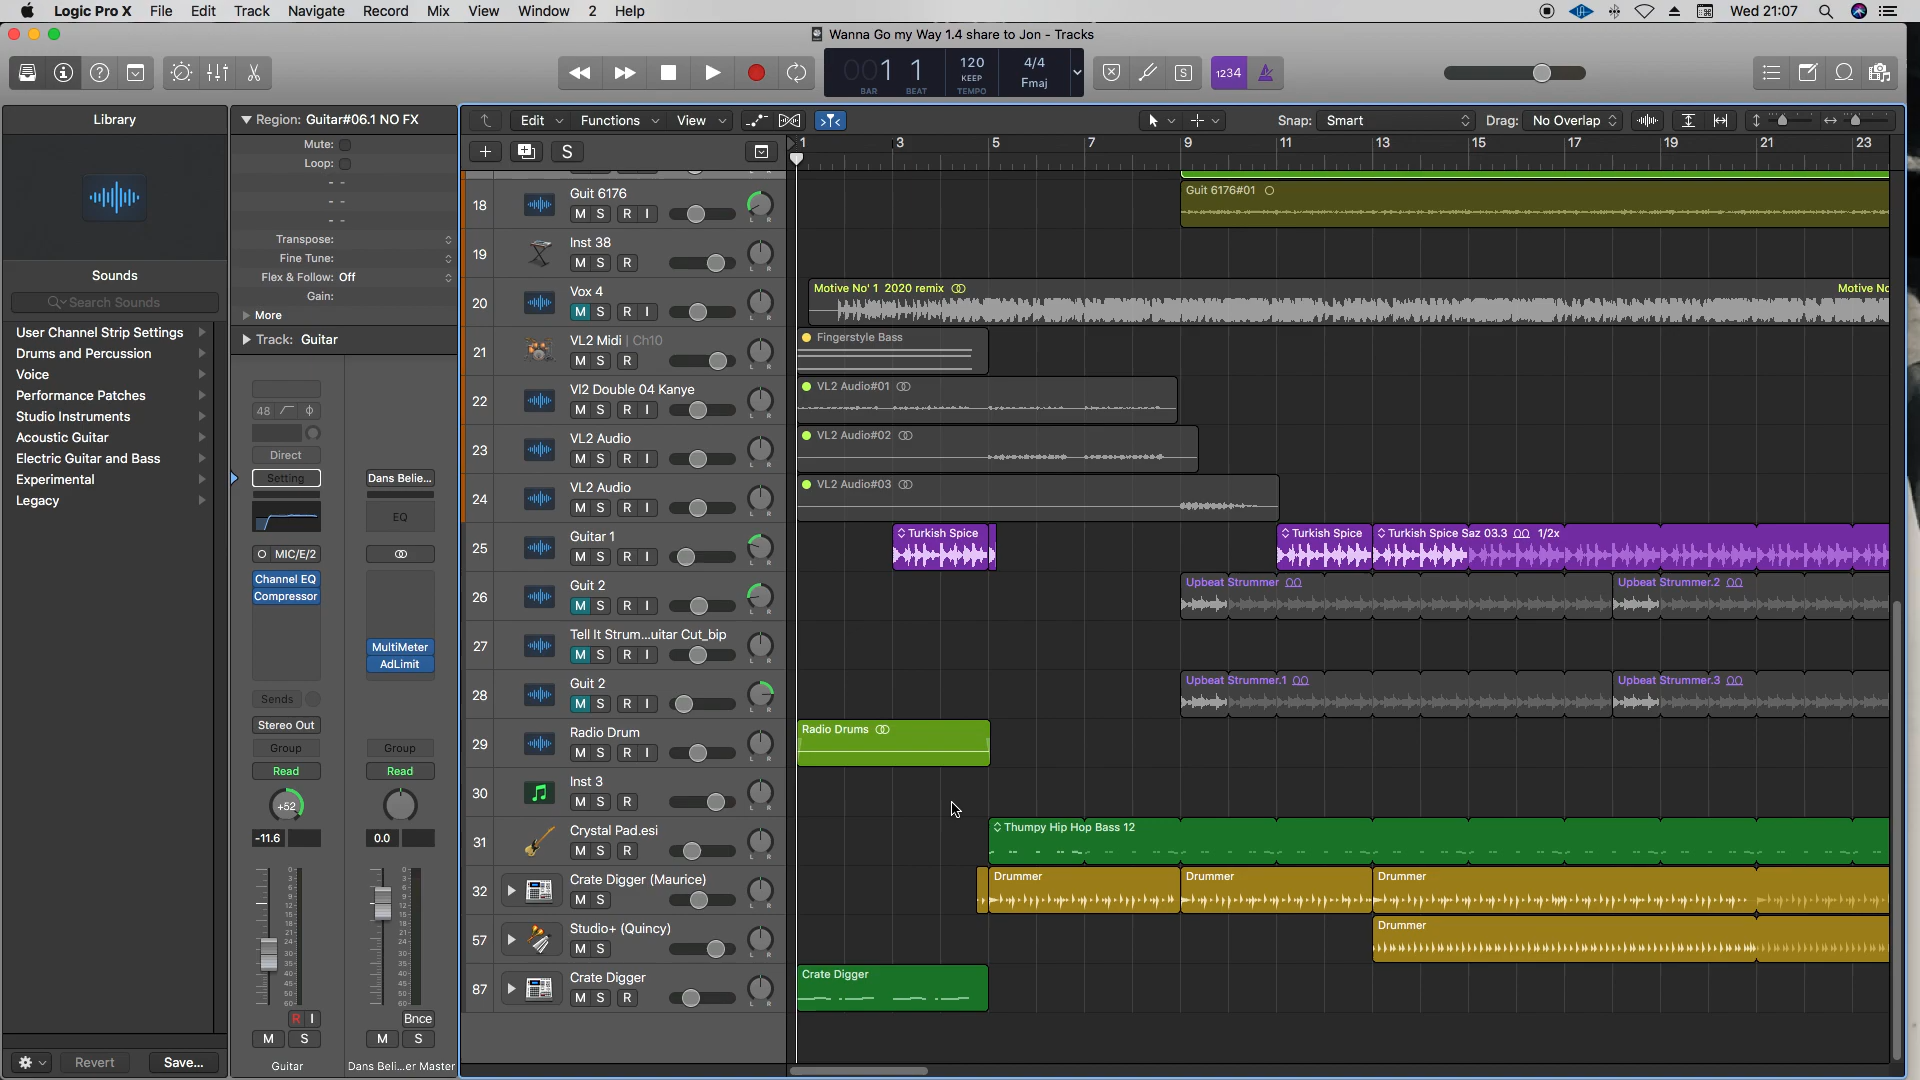 Logic Pro X File Edit Track Navigate Record Mix View Window 2 Help
Wed 21:07
Wanna Go my Way 1.4 share to Jon - Tracks
001 1
BAR BEAT
120
KEEP
TEMPO
4/4
Fmaj
S
1234
Library
Sounds
Search Sounds
User Channel Strip Settings
Drums and Percussion
Voice
Performance Patches
Studio Instruments
Acoustic Guitar
Electric Guitar and Bass
Experimental
Legacy
Revert
Save...
Region: Guitar#06.1 NO FX
Mute:
Loop:
Transpose:
Fine Tune:
Flex & Follow: Off
Gain:
More
Track: Guitar
48
Direct
Setting
MIC/E/2
Channel EQ
Compressor
Sends
Stereo Out
Group
Read
+52
-11.6
R I
M S
Guitar
Dans Belie...
EQ
MultiMeter
AdLimit
Group
Read
0.0
Bnce
M S
Dans Beli...er Master
Edit Functions View
Snap: Smart
Drag: No Overlap
S
1 3 5 7 9 11 13 15 17 19 21 23
18 Guit 6176
M S R I
Guit 6176#01
19 Inst 38
M S R
20 Vox 4
M S R I
Motive No' 1 2020 remix
Motive No
21 VL2 Midi | Ch10
M S R
Fingerstyle Bass
22 Vl2 Double 04 Kanye
M S R I
VL2 Audio#01
23 VL2 Audio
M S R I
VL2 Audio#02
24 VL2 Audio
M S R I
VL2 Audio#03
25 Guitar 1
M S R I
Turkish Spice
Turkish Spice
Turkish Spice Saz 03.3 1/2x
26 Guit 2
M S R I
Upbeat Strummer
Upbeat Strummer.2
27 Tell It Strum...uitar Cut_bip
M S R I
28 Guit 2
M S R I
Upbeat Strummer.1
Upbeat Strummer.3
29 Radio Drum
M S R I
Radio Drums
30 Inst 3
M S R
31 Crystal Pad.esi
M S R
Thumpy Hip Hop Bass 12
32 Crate Digger (Maurice)
M S
Drummer
Drummer
Drummer
57 Studio+ (Quincy)
M S
Drummer
87 Crate Digger
M S R
Crate Digger